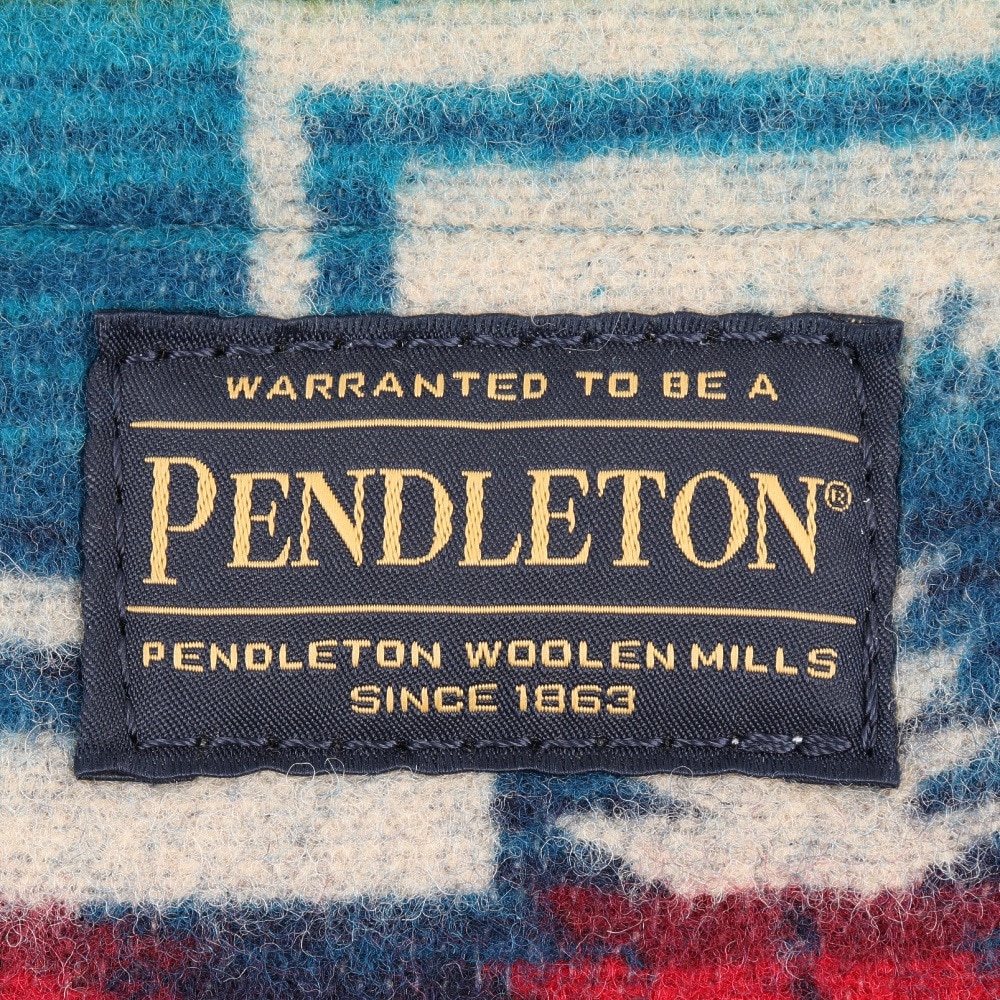 WARRANTED TO BE A
PENDLETON®
PENDLETON WOOLEN MILLS
SINCE 1863